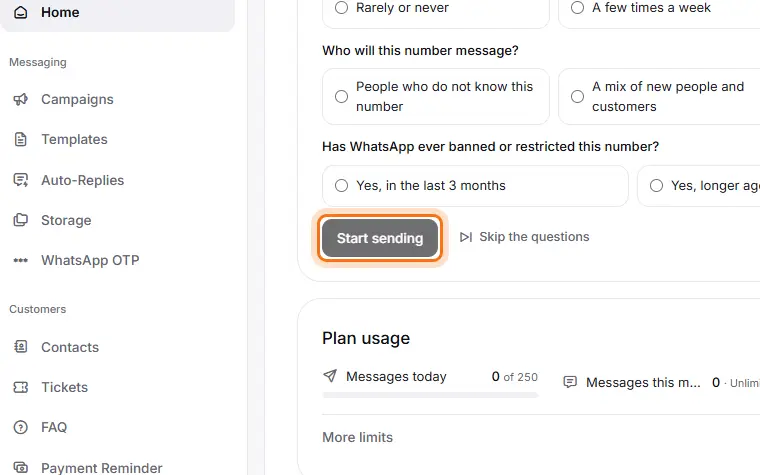 Home
Messaging
Campaigns
Templates
Auto-Replies
Storage
WhatsApp OTP
Customers
Contacts
Tickets
FAQ
Payment Reminder
Rarely or never
A few times a week
Who will this number message?
People who do not know this
number
A mix of new people and
customers
Has WhatsApp ever banned or restricted this number?
Yes, in the last 3 months
Yes, longer ago
Start sending
Skip the questions
Plan usage
Messages today 0 of 250
Messages this m... 0 · Unlimi
More limits